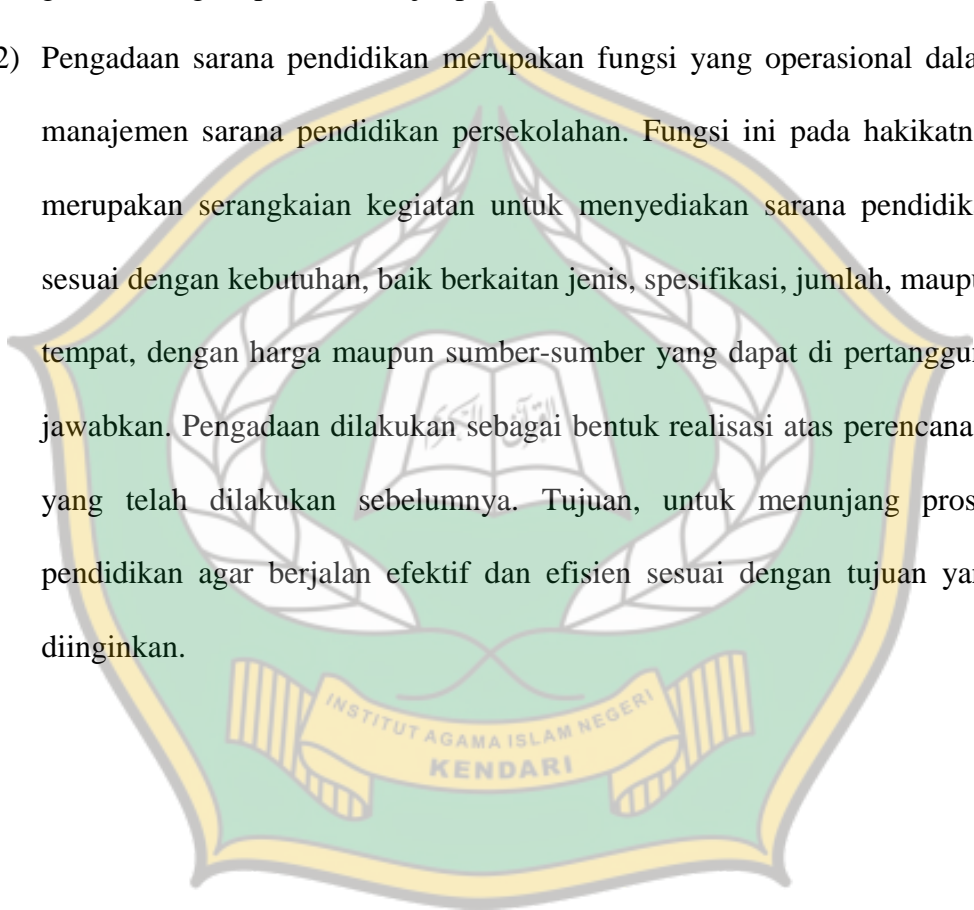 2) Pengadaan sarana pendidikan merupakan fungsi yang operasional dala
manajemen sarana pendidikan persekolahan. Fungsi ini pada hakikatn
merupakan serangkaian kegiatan untuk menyediakan sarana pendidik
sesuai dengan kebutuhan, baik berkaitan jenis, spesifikasi, jumlah, maupu
tempat, dengan harga maupun sumber-sumber yang dapat di pertanggun
jawabkan. Pengadaan dilakukan sebagai bentuk realisasi atas perencana
yang telah dilakukan sebelumnya. Tujuan, untuk menunjang pros
pendidikan agar berjalan efektif dan efisien sesuai dengan tujuan yan
diinginkan.
القرآن الكريم
INSTITUT AGAMA ISLAM NEGERI
KENDARI